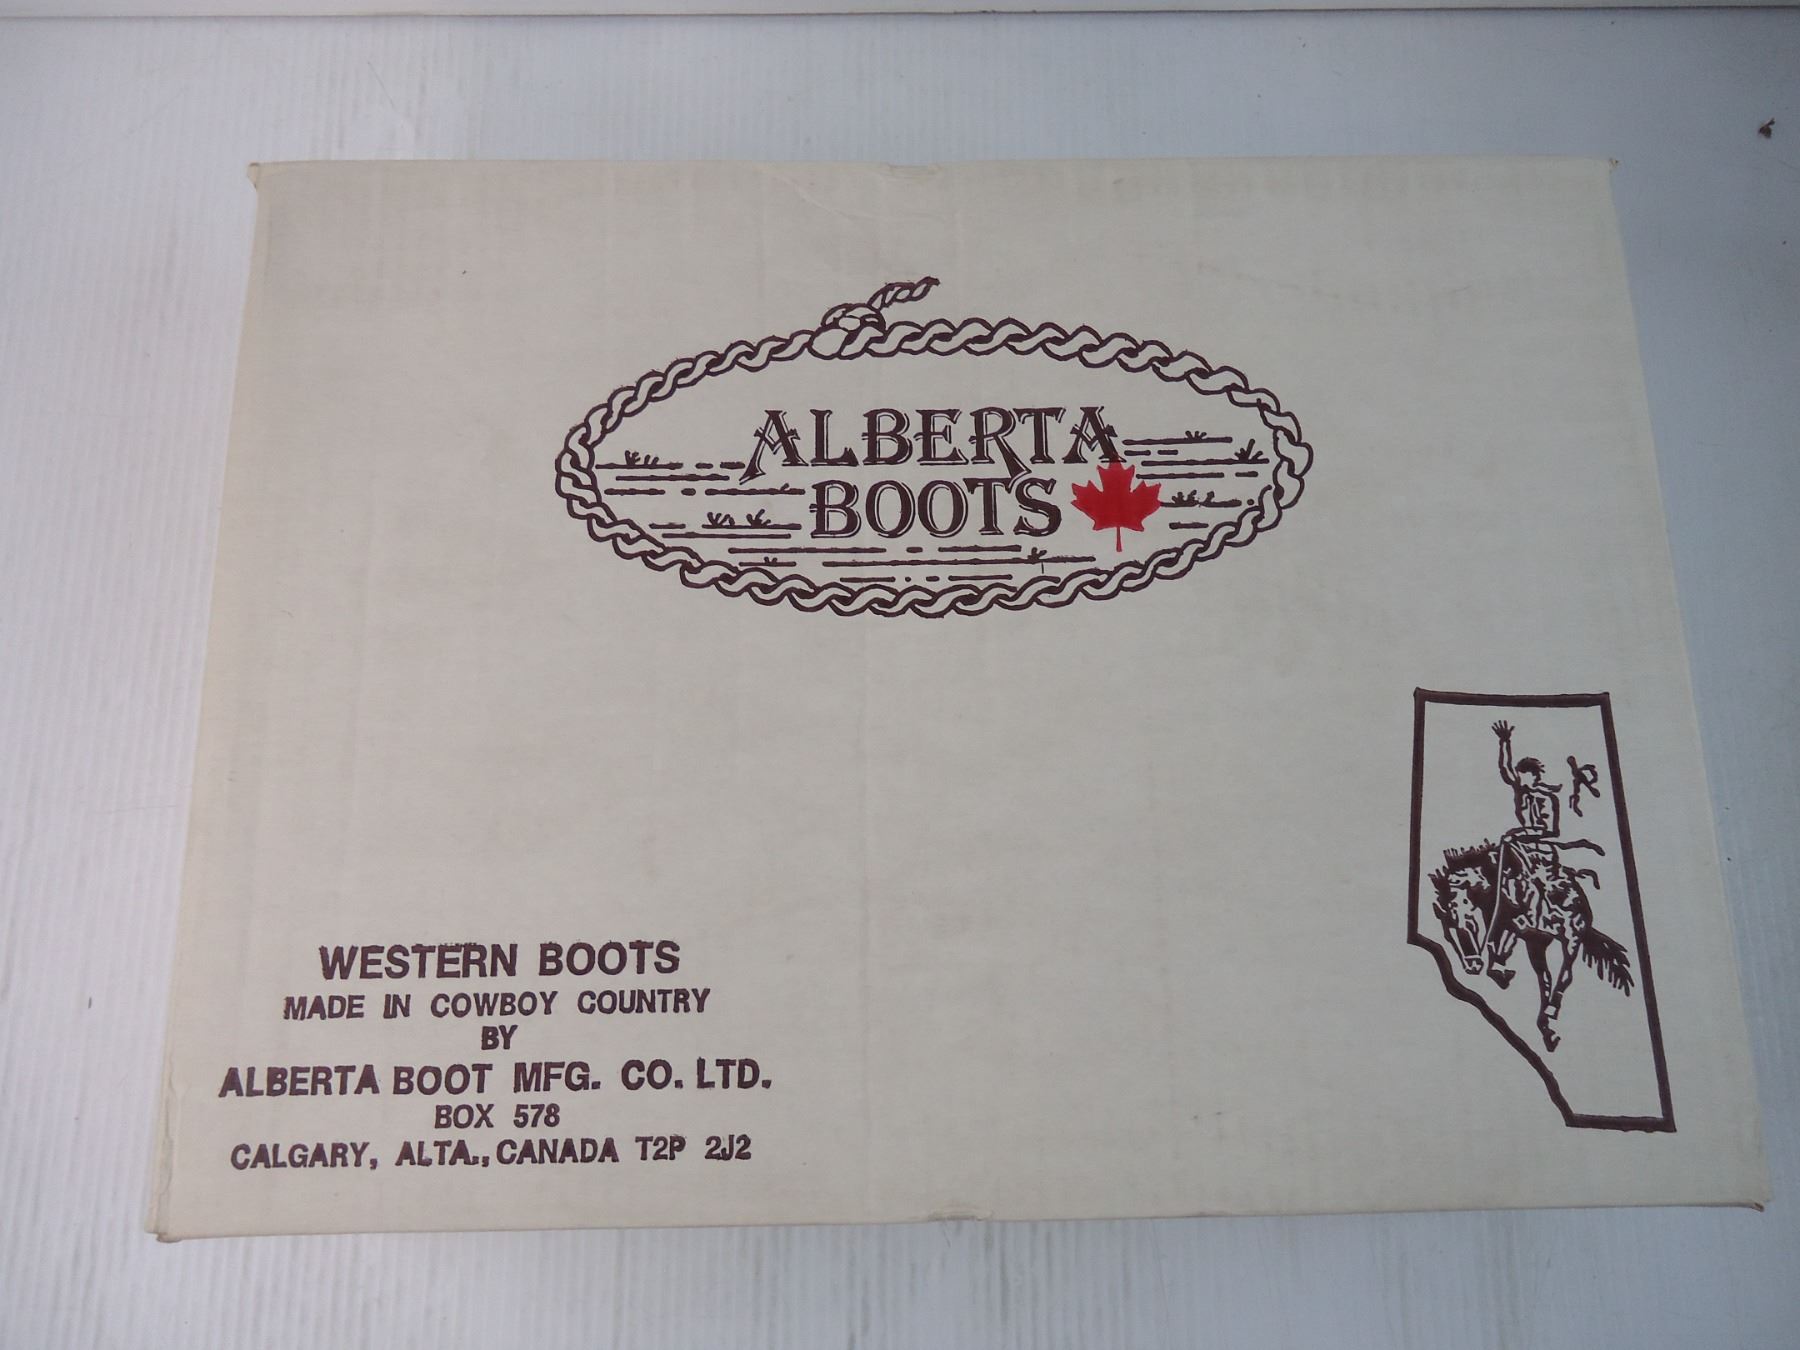 ALBERTA
BOOTS
WESTERN BOOTS
MADE IN COWBOY COUNTRY
BY
ALBERTA BOOT MFG. CO. LTD.
BOX 578
CALGARY, ALTA., CANADA T2P 2J2